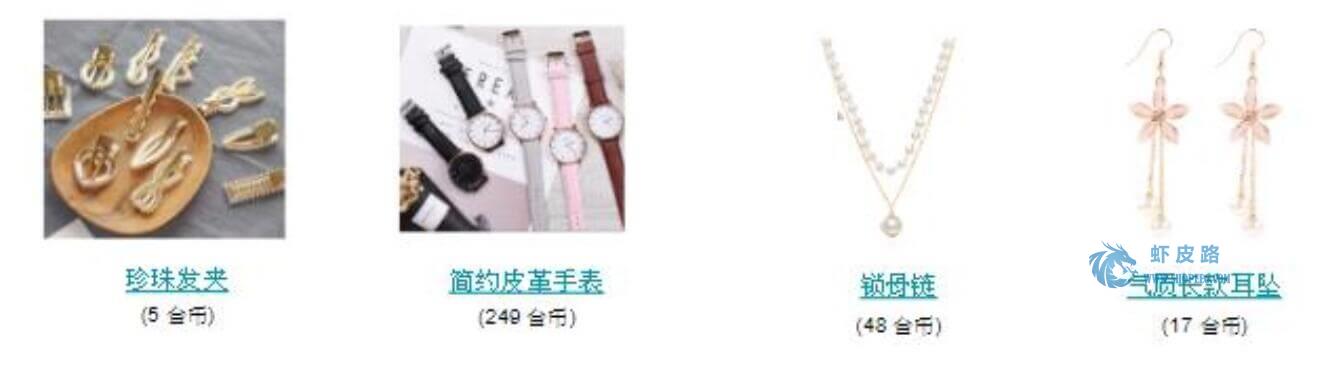 珍珠发夹
(5 台币)
简约皮革手表
(249 台币)
锁骨链
(48 台币)
虾皮路
气质长款耳坠
(17 台币)